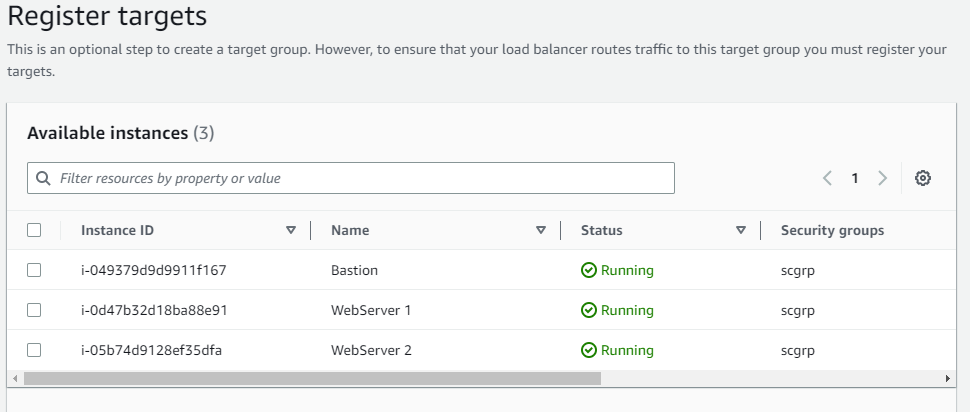 Register targets
This is an optional step to create a target group. However, to ensure that your load balancer routes traffic to this target group you must register your
targets.
Available instances (3)
Filter resources by property or value
1
Instance ID Name Status Security groups
i-049379d9d9911f167 Bastion Running scgrp
i-0d47b32d18ba88e91 WebServer 1 Running scgrp
i-05b74d9128ef35dfa WebServer 2 Running scgrp